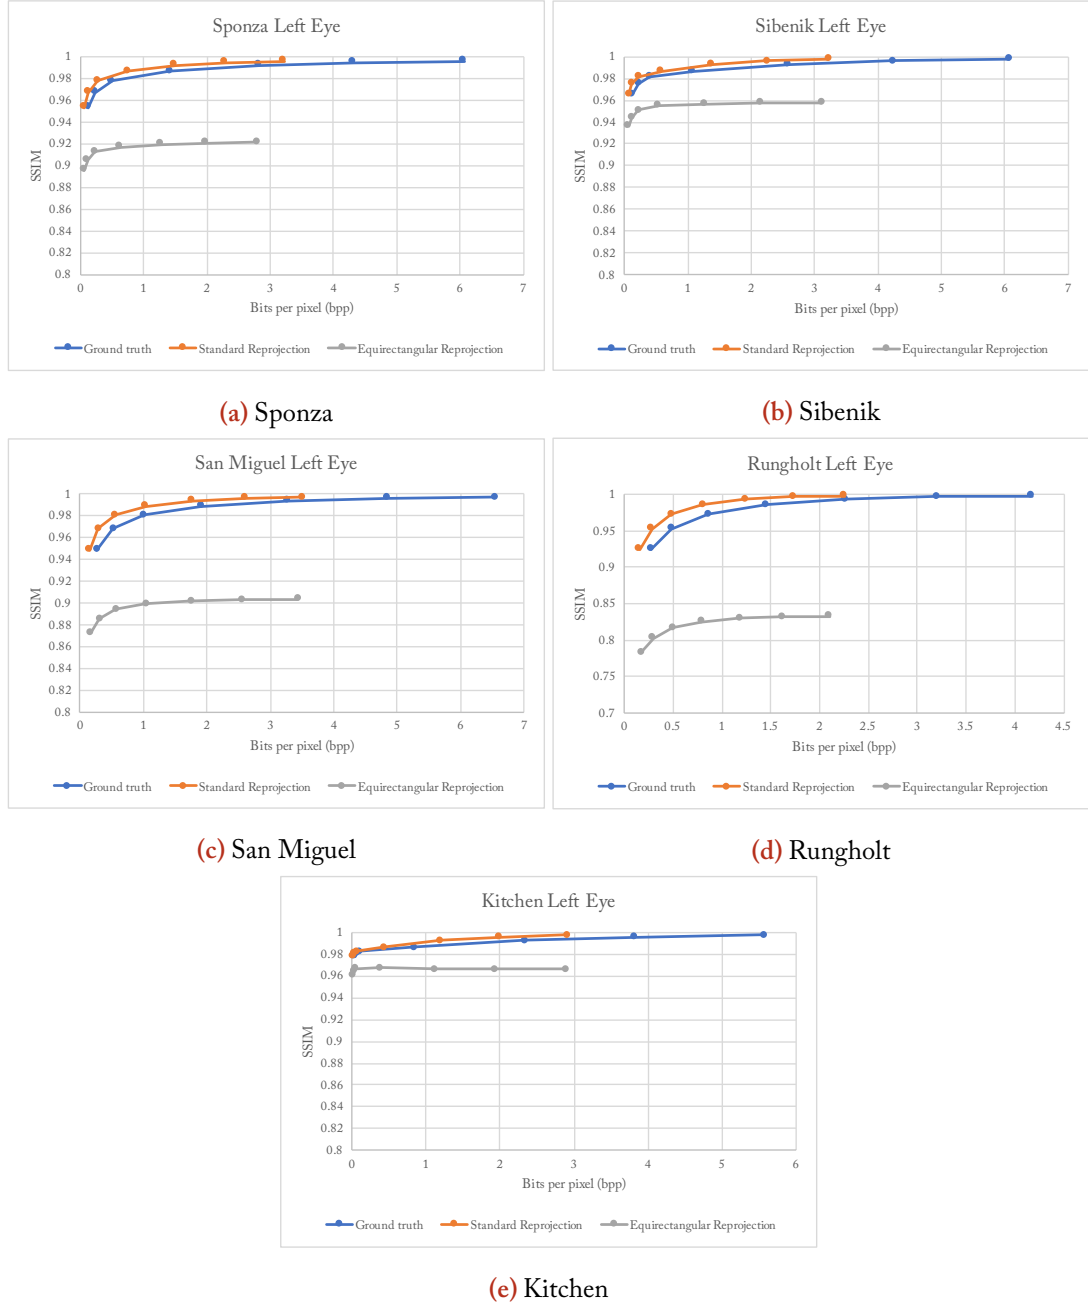 Sponza Left Eye
1
0.98
0.96
0.94
0.92
0.9
0.88
0.86
0.84
0.82
0.8
SSIM
0 1 2 3 4 5 6 7
Bits per pixel (bpp)
Ground truth Standard Reprojection Equirectangular Reprojection
(a) Sponza
Sibenik Left Eye
1
0.98
0.96
0.94
0.92
0.9
0.88
0.86
0.84
0.82
0.8
SSIM
0 1 2 3 4 5 6 7
Bits per pixel (bpp)
Ground truth Standard Reprojection Equirectangular Reprojection
(b) Sibenik
San Miguel Left Eye
1
0.98
0.96
0.94
0.92
0.9
0.88
0.86
0.84
0.82
0.8
SSIM
0 1 2 3 4 5 6 7
Bits per pixel (bpp)
Ground truth Standard Reprojection Equirectangular Reprojection
(c) San Miguel
Rungholt Left Eye
1
0.95
0.9
0.85
0.8
0.75
0.7
SSIM
0 0.5 1 1.5 2 2.5 3 3.5 4 4.5
Bits per pixel (bpp)
Ground truth Standard Reprojection Equirectangular Reprojection
(d) Rungholt
Kitchen Left Eye
1
0.98
0.96
0.94
0.92
0.9
0.88
0.86
0.84
0.82
0.8
SSIM
0 1 2 3 4 5 6
Bits per pixel (bpp)
Ground truth Standard Reprojection Equirectangular Reprojection
(e) Kitchen